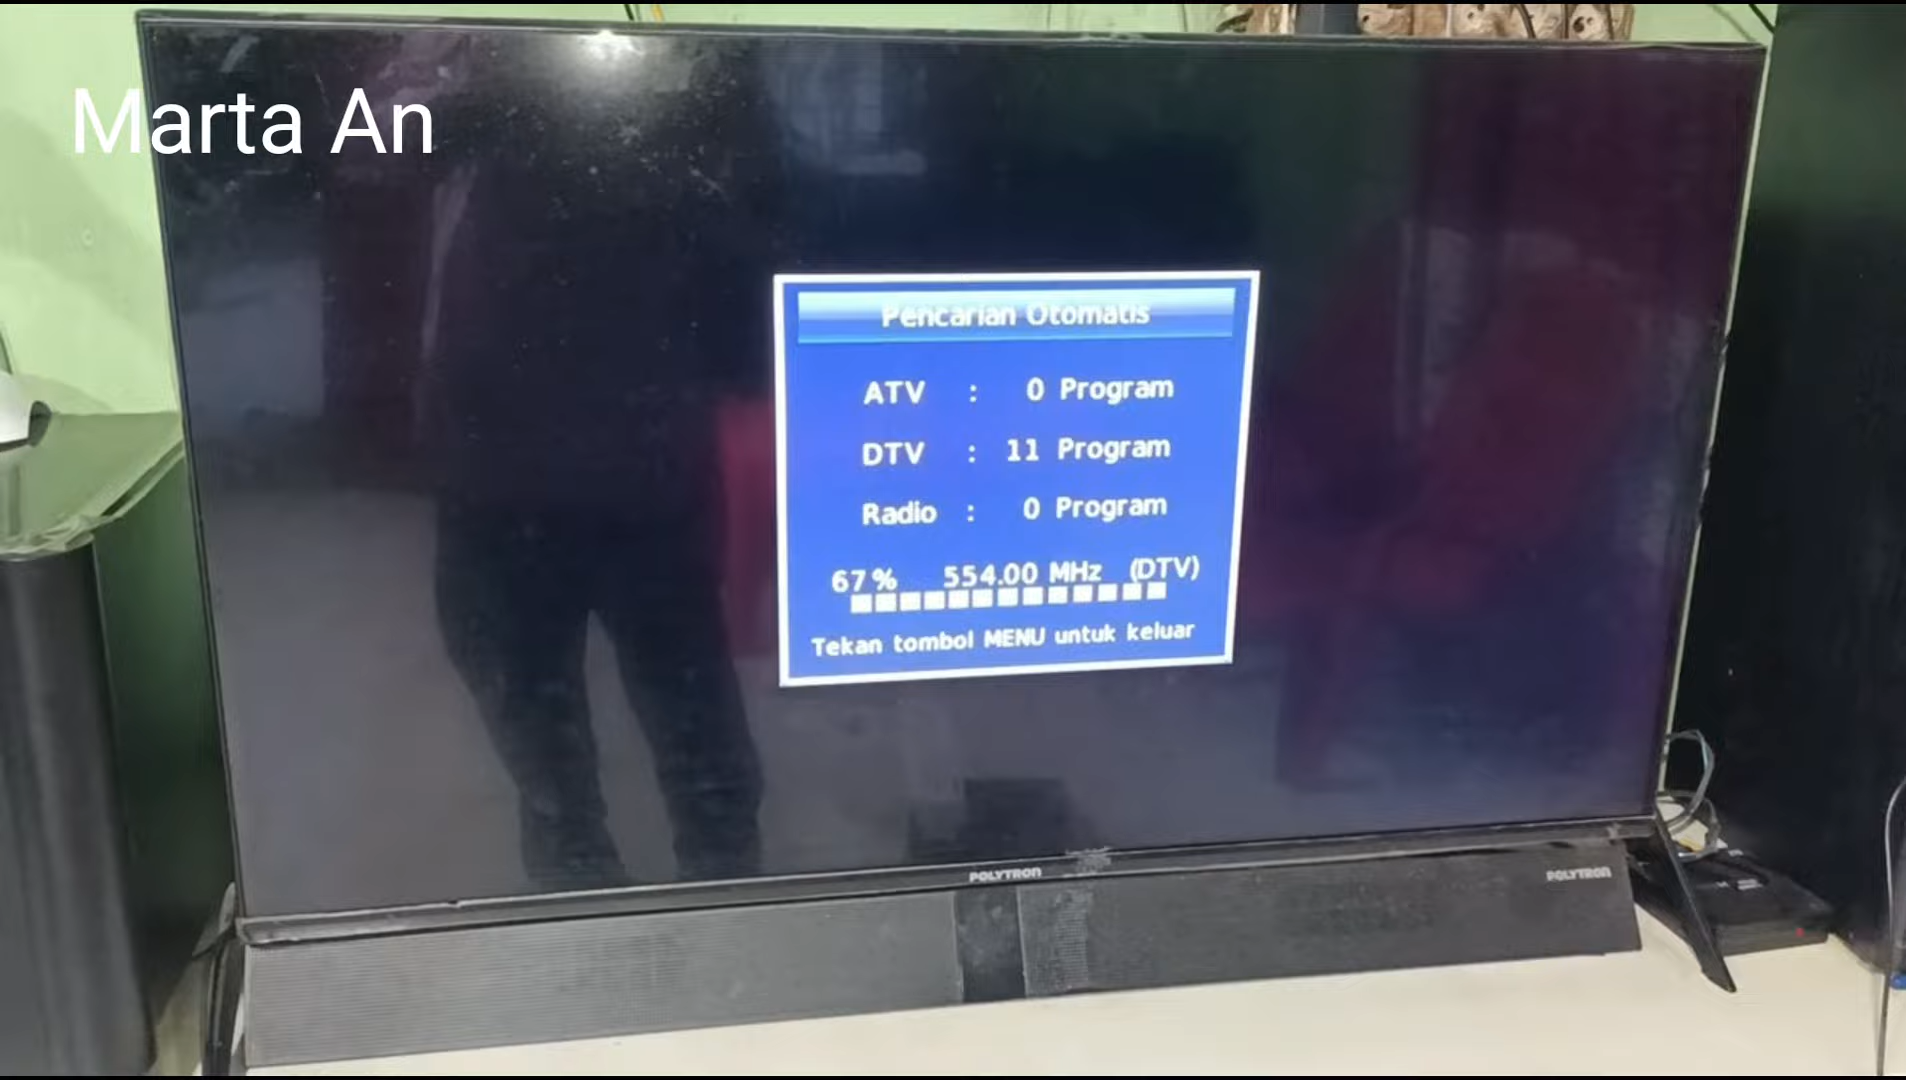 Marta An
Pencarian Otomatis
ATV : 0 Program
DTV : 11 Program
Radio : 0 Program
67% 554.00 MHz (DTV)
Tekan tombol MENU untuk keluar
POLYTRON
POLYTRON